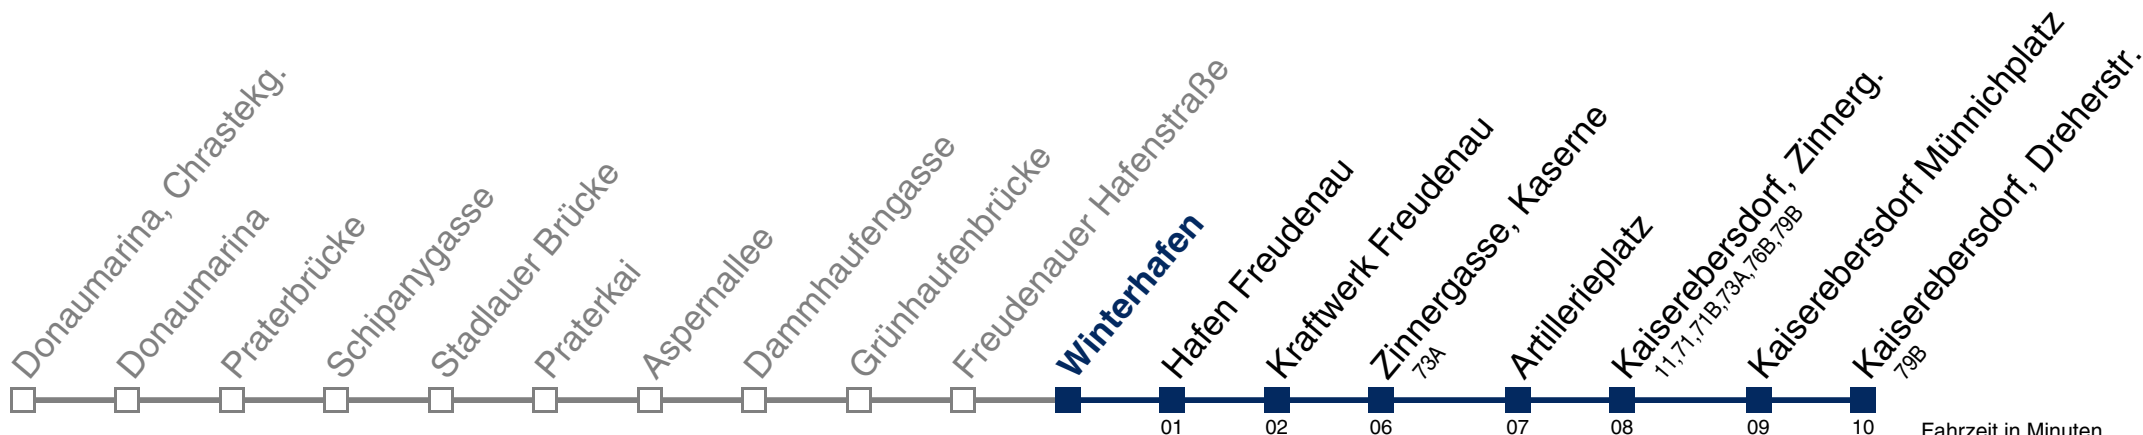 Donaumarina, Chrastekg.
Donaumarina
Praterbrücke
Schipanygasse
Stadlauer Brücke
Praterkai
Aspernallee
Dammhaufengasse
Grünhaufenbrücke
Freudenauer Hafenstraße
Winterhafen
Hafen Freudenau
Kraftwerk Freudenau
Zinnergasse, Kaserne
73A
Artillerieplatz
Kaiserebersdorf, Zinnerg.
11,71,71B,73A,76B,79B
Kaiserebersdorf Münnichplatz
Kaiserebersdorf, Dreherstr.
79B
01 02 06 07 08 09 10
Fahrzeit in Minuten